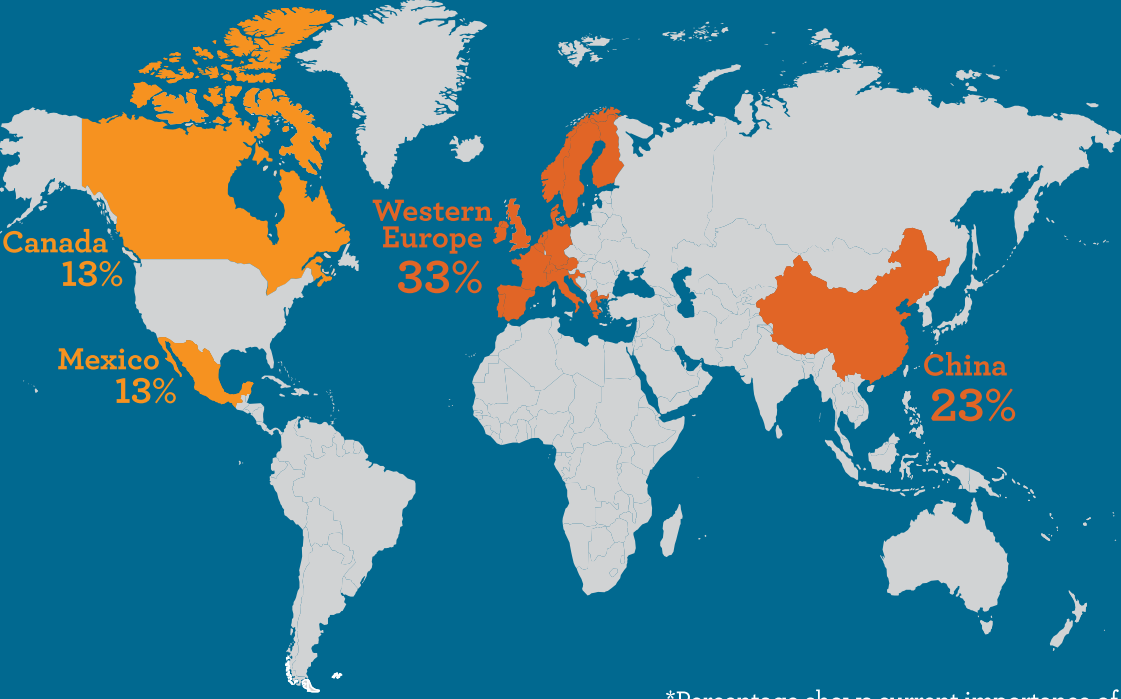 Canada
13%
Mexico
13%
Western
Europe
33%
China
23%
*Percentage shows current importance of